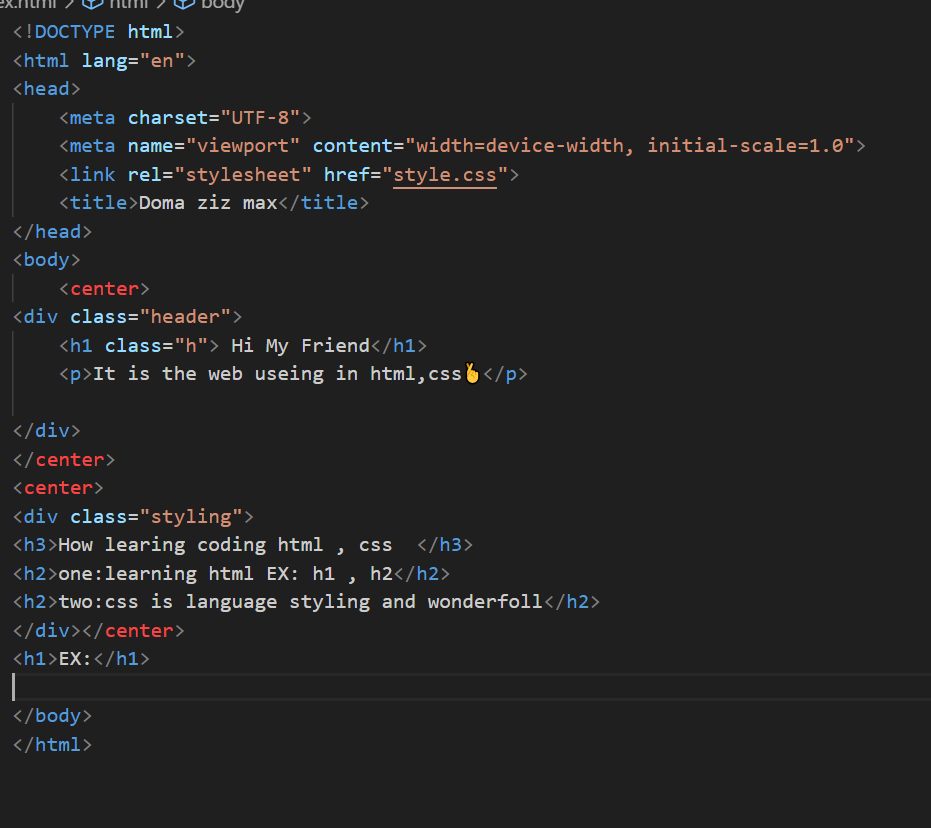 ex.html > html > body
<!DOCTYPE html>
<html lang="en">
<head>
    <meta charset="UTF-8">
    <meta name="viewport" content="width=device-width, initial-scale=1.0">
    <link rel="stylesheet" href="style.css">
    <title>Doma ziz max</title>
</head>
<body>
    <center>
<div class="header">
    <h1 class="h"> Hi My Friend</h1>
    <p>It is the web useing in html,css🫰</p>
</div>
</center>
<center>
<div class="styling">
<h3>How learing coding html , css  </h3>
<h2>one:learning html EX: h1 , h2</h2>
<h2>two:css is language styling and wonderfoll</h2>
</div></center>
<h1>EX:</h1>
</body>
</html>